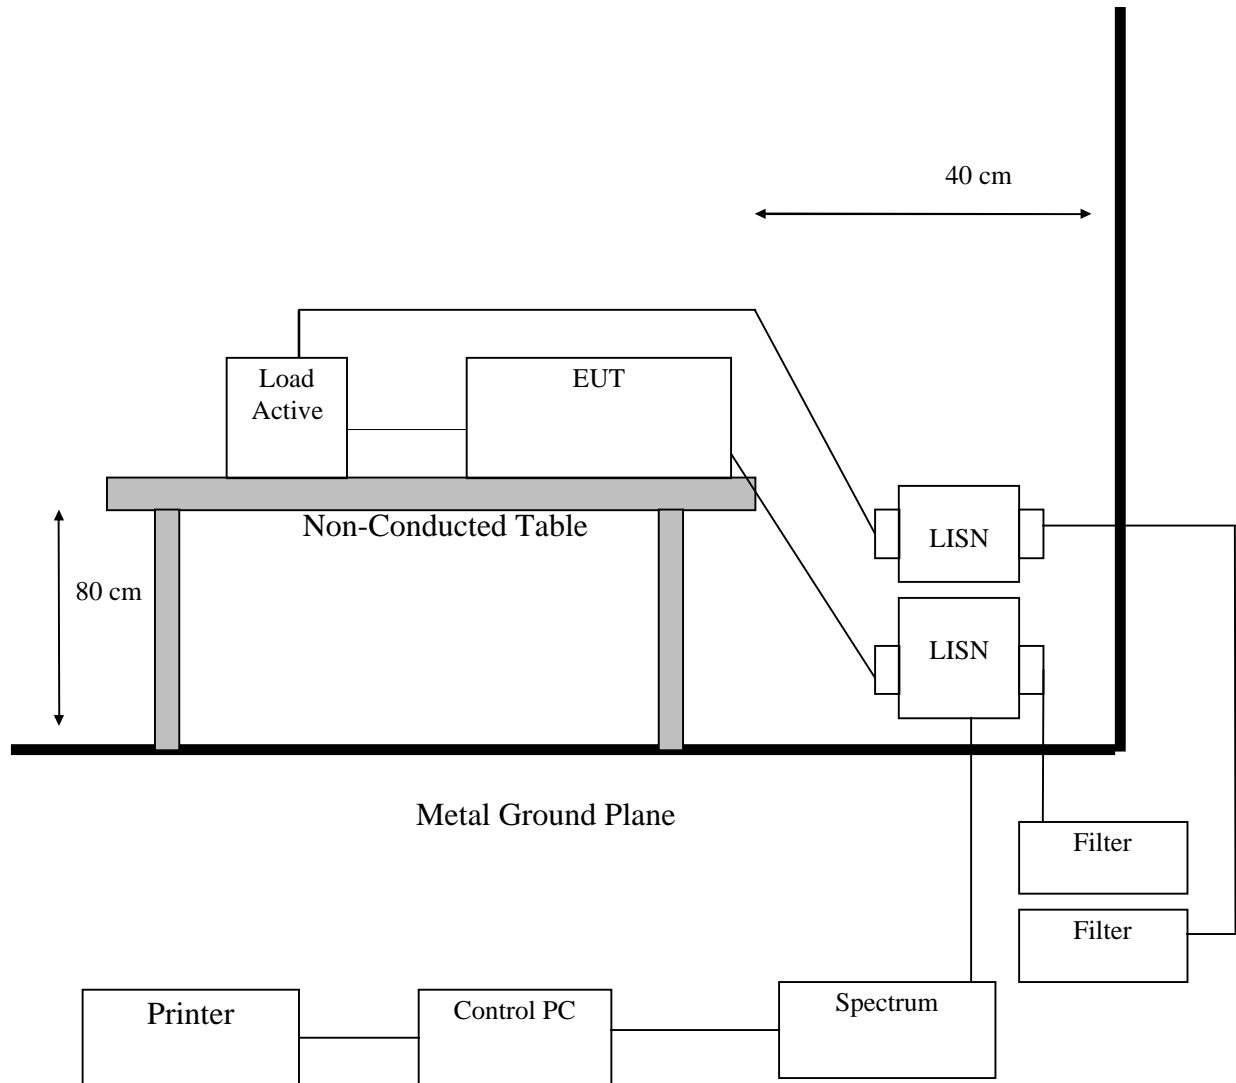 40 cm
Load
Active
EUT
Non-Conducted Table
LISN
80 cm
LISN
Metal Ground Plane
Filter
Filter
Printer
Control PC
Spectrum